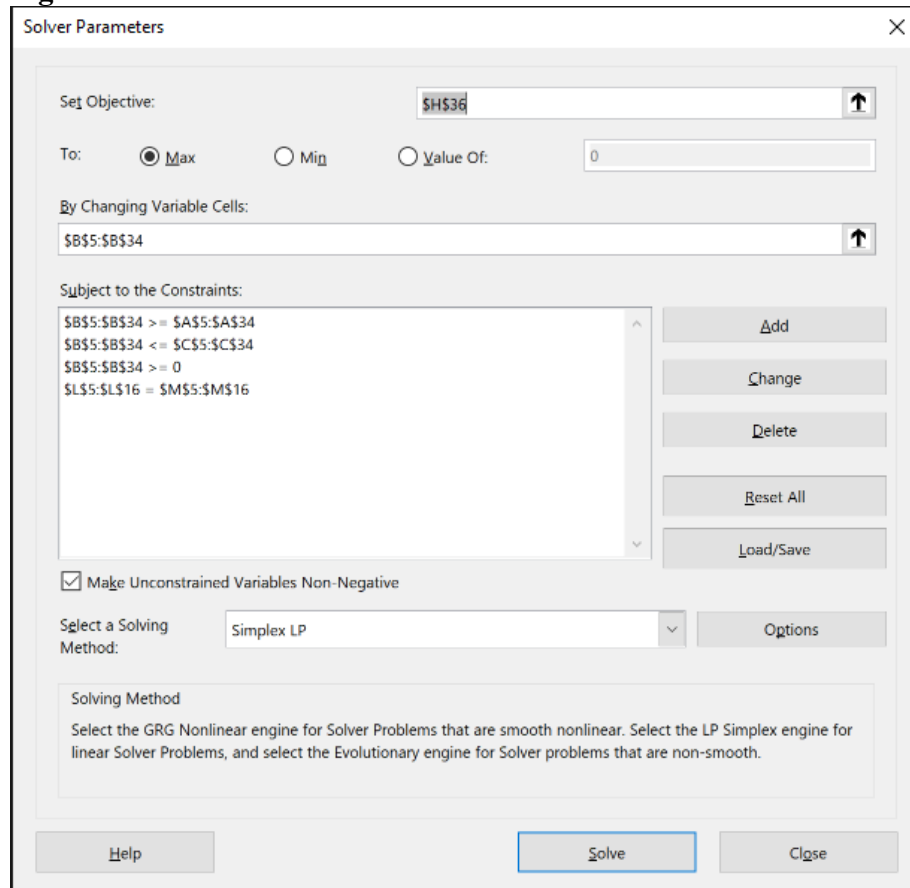 Solver Parameters
Set Objective:
$H$36
To:
Max
Min
Value Of:
0
By Changing Variable Cells:
$B$5:$B$34
Subject to the Constraints:
$B$5:$B$34 >= $A$5:$A$34
$B$5:$B$34 <= $C$5:$C$34
$B$5:$B$34 >= 0
$L$5:$L$16 = $M$5:$M$16
Add
Change
Delete
Reset All
Load/Save
Make Unconstrained Variables Non-Negative
Select a Solving
Method:
Simplex LP
Options
Solving Method
Select the GRG Nonlinear engine for Solver Problems that are smooth nonlinear. Select the LP Simplex engine for
linear Solver Problems, and select the Evolutionary engine for Solver problems that are non-smooth.
Help
Solve
Close